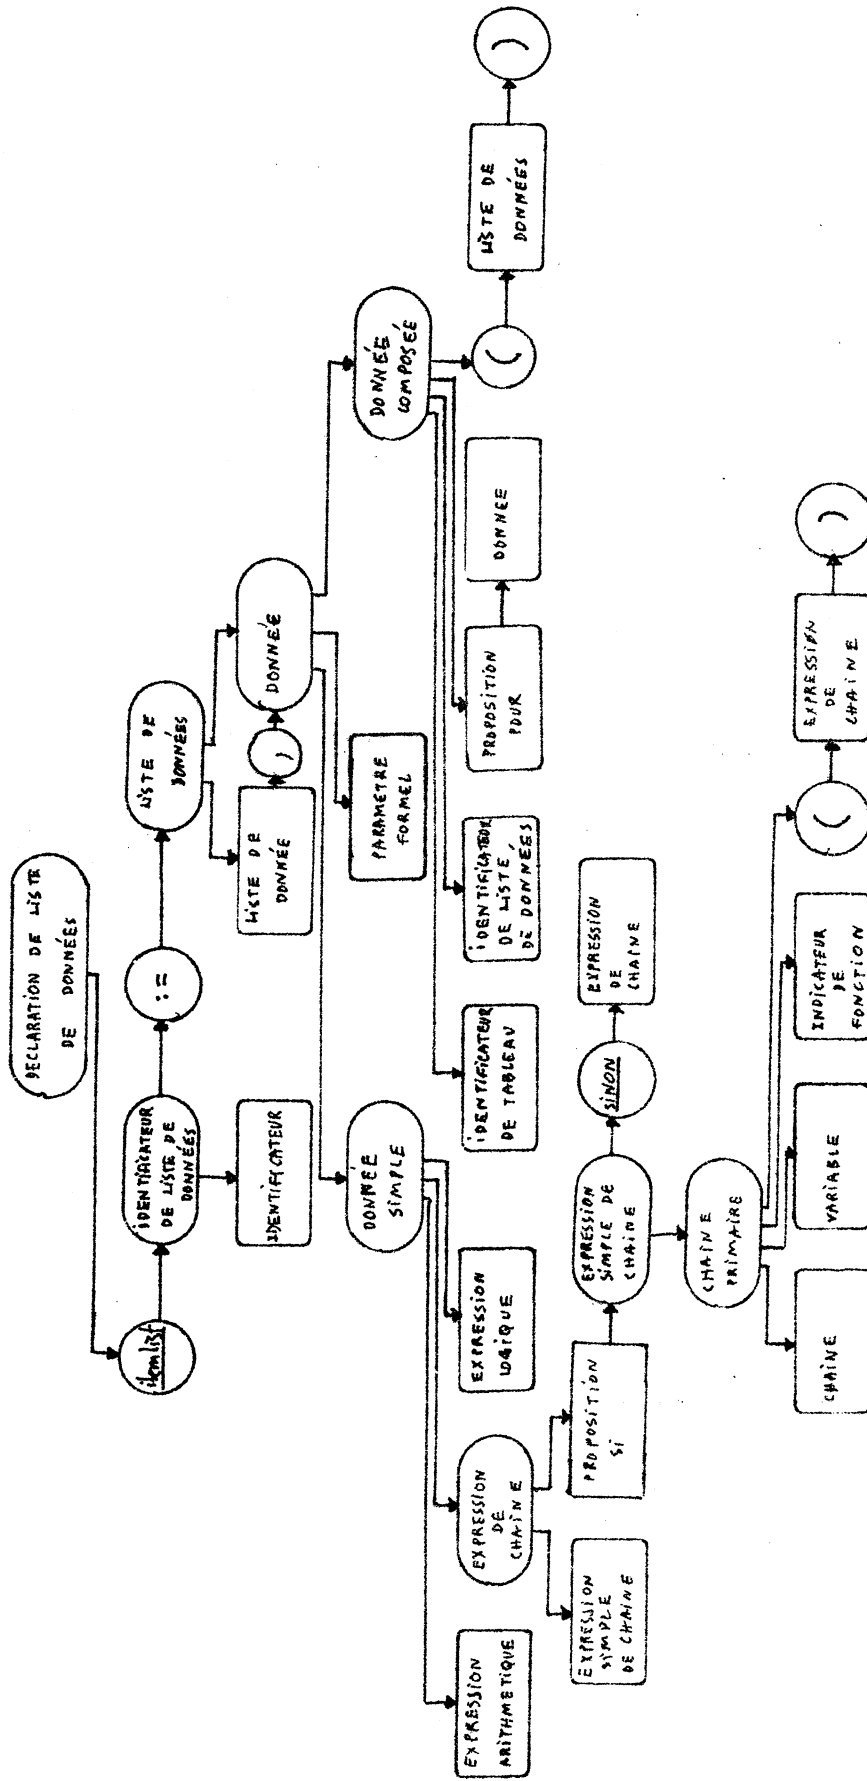 DECLARATION DE LISTE
DE DONNÉES
itemlist
IDENTIFICATEUR
DE LISTE DE
DONNÉES
:=
LISTE DE
DONNÉES
IDENTIFICATEUR
LISTE DE
DONNÉE
,
DONNÉE
DONNÉE
SIMPLE
PARAMETRE
FORMEL
DONNÉE
COMPOSÉE
EXPRESSION
ARITHMETIQUE
EXPRESSION
DE
CHAINE
EXPRESSION
LOGIQUE
IDENTIFICATEUR
DE TABLEAU
IDENTIFICATEUR
DE LISTE
DE DONNÉES
PROPOSITION
POUR
DONNEE
(
LISTE DE
DONNÉES
)
EXPRESSION
SIMPLE
DE CHAINE
PROPOSITION
SI
EXPRESSION
SIMPLE DE
CHAINE
SINON
EXPRESSION
DE
CHAINE
CHAINE
PRIMAIRE
CHAINE
VARIABLE
INDICATEUR
DE
FONCTION
(
EXPRESSION
DE
CHAINE
)